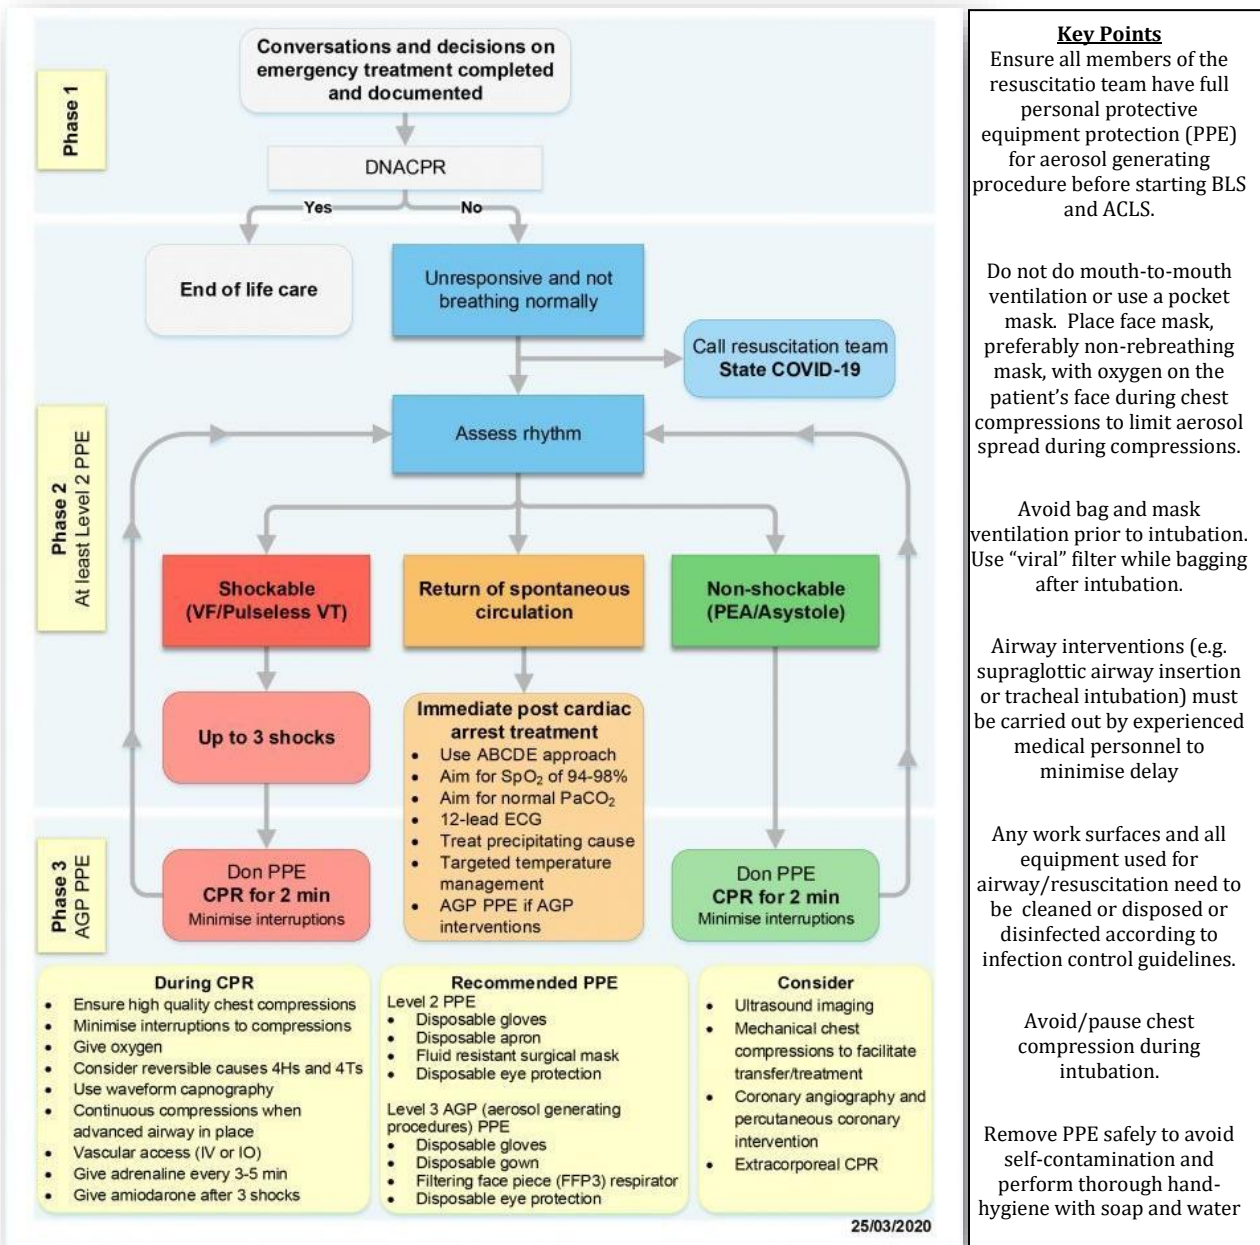 Conversations and decisions on
emergency treatment completed
and documented
Phase 1
DNACPR
Yes
No
End of life care
Unresponsive and not
breathing normally
Call resuscitation team
State COVID-19
Phase 2
At least Level 2 PPE
Assess rhythm
Shockable
(VF/Pulseless VT)
Return of spontaneous
circulation
Non-shockable
(PEA/Asystole)
Up to 3 shocks
Immediate post cardiac
arrest treatment
• Use ABCDE approach
• Aim for SpO₂ of 94-98%
• Aim for normal PaCO₂
• 12-lead ECG
• Treat precipitating cause
• Targeted temperature
management
• AGP PPE if AGP
interventions
Phase 3
AGP PPE
Don PPE
CPR for 2 min
Minimise interruptions
Don PPE
CPR for 2 min
Minimise interruptions
During CPR
• Ensure high quality chest compressions
• Minimise interruptions to compressions
• Give oxygen
• Consider reversible causes 4Hs and 4Ts
• Use waveform capnography
• Continuous compressions when
advanced airway in place
• Vascular access (IV or IO)
• Give adrenaline every 3-5 min
• Give amiodarone after 3 shocks
Recommended PPE
Level 2 PPE
• Disposable gloves
• Disposable apron
• Fluid resistant surgical mask
• Disposable eye protection
Level 3 AGP (aerosol generating
procedures) PPE
• Disposable gloves
• Disposable gown
• Filtering face piece (FFP3) respirator
• Disposable eye protection
Consider
• Ultrasound imaging
• Mechanical chest
compressions to facilitate
transfer/treatment
• Coronary angiography and
percutaneous coronary
intervention
• Extracorporeal CPR
25/03/2020
Key Points
Ensure all members of the
resuscitatio team have full
personal protective
equipment protection (PPE)
for aerosol generating
procedure before starting BLS
and ACLS.
Do not do mouth-to-mouth
ventilation or use a pocket
mask. Place face mask,
preferably non-rebreathing
mask, with oxygen on the
patient's face during chest
compressions to limit aerosol
spread during compressions.
Avoid bag and mask
ventilation prior to intubation.
Use “viral” filter while bagging
after intubation.
Airway interventions (e.g.
supraglottic airway insertion
or tracheal intubation) must
be carried out by experienced
medical personnel to
minimise delay
Any work surfaces and all
equipment used for
airway/resuscitation need to
be cleaned or disposed or
disinfected according to
infection control guidelines.
Avoid/pause chest
compression during
intubation.
Remove PPE safely to avoid
self-contamination and
perform thorough hand-
hygiene with soap and water